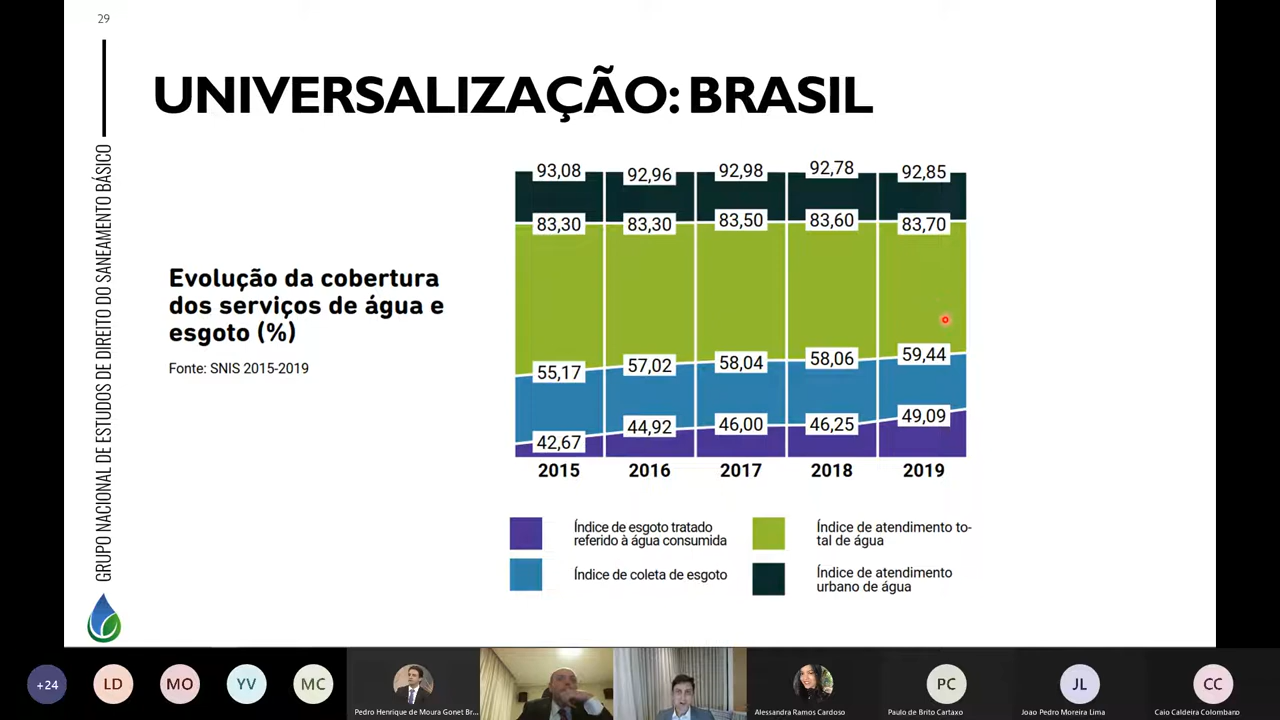 29
UNIVERSALIZAÇÃO: BRASIL
GRUPO NACIONAL DE ESTUDOS DE DIREITO DO SANEAMENTO BÁSICO
Evolução da cobertura
dos serviços de água e
esgoto (%)
Fonte: SNIS 2015-2019
93,08 92,96 92,98 92,78 92,85
83,30 83,30 83,50 83,60 83,70
55,17 57,02 58,04 58,06 59,44
42,67 44,92 46,00 46,25 49,09
2015 2016 2017 2018 2019
Índice de esgoto tratado
referido à água consumida
Índice de coleta de esgoto
Índice de atendimento to-
tal de água
Índice de atendimento
urbano de água
+24 LD MO YV MC PC JL CC
Pedro Henrique de Moura Gonet Br...
Alessandra Ramos Cardoso
Paulo de Brito Cartaxo
Joao Pedro Moreira Lima
Caio Caldeira Colombano